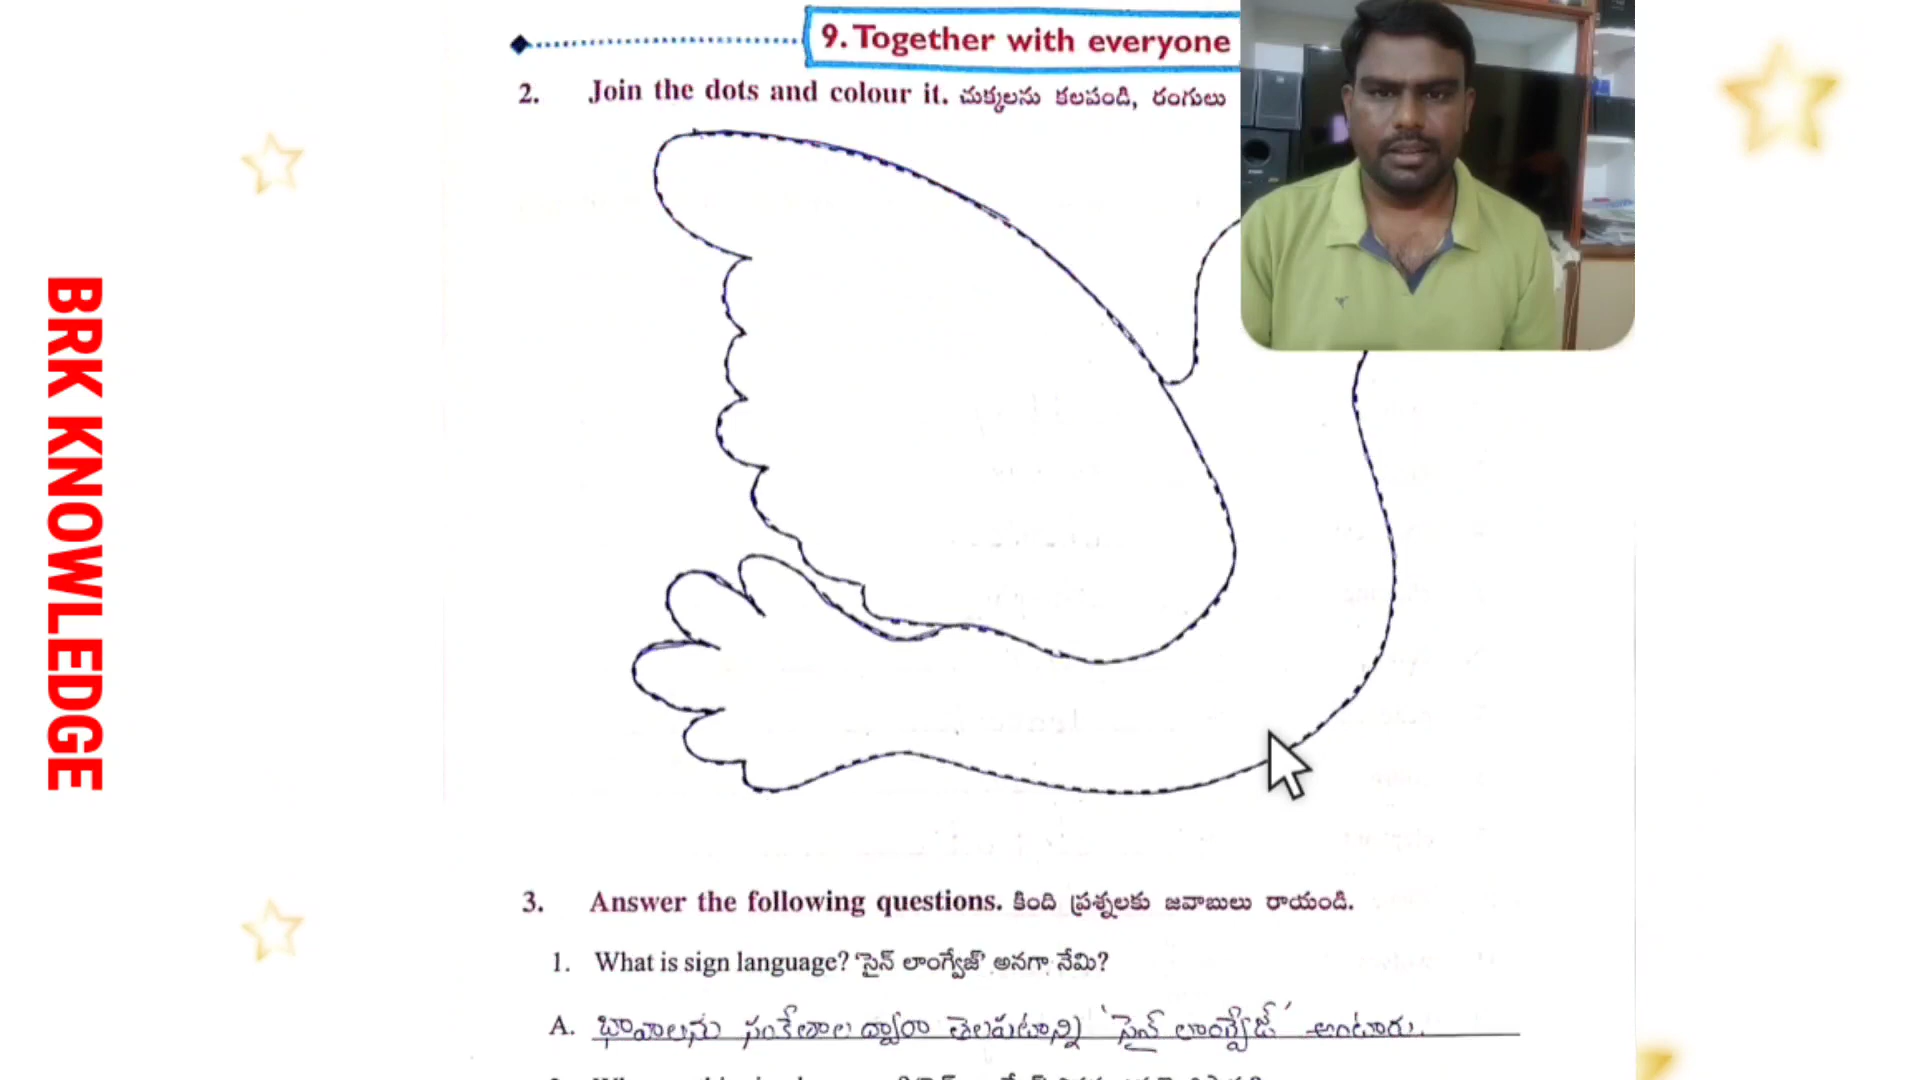 9. Together with everyone
2. Join the dots and colour it. చుక్కలను కలపండి, రంగులు
BRK KNOWLEDGE
3. Answer the following questions. కింది ప్రశ్నలకు జవాబులు రాయండి.
1. What is sign language? 'సైన్ లాంగ్వేజ్' అనగా నేమి?
A. భావాలను సంకేతాల ద్వారా తెలపుటాన్ని 'సైన్ లాంగ్వేజ్' అంటారు.